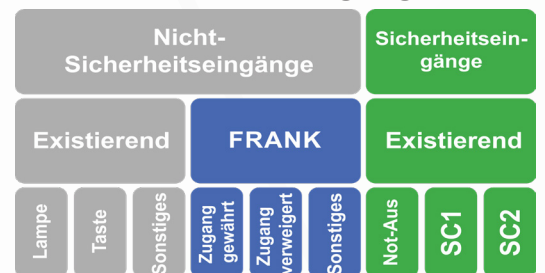 Nicht-
Sicherheitseingänge
Sicherheitsein-
gänge
Existierend
FRANK
Existierend
Lampe
Taste
Sonstiges
Zugang
gewährt
Zugang
verweigert
Sonstiges
Not-Aus
SC1
SC2